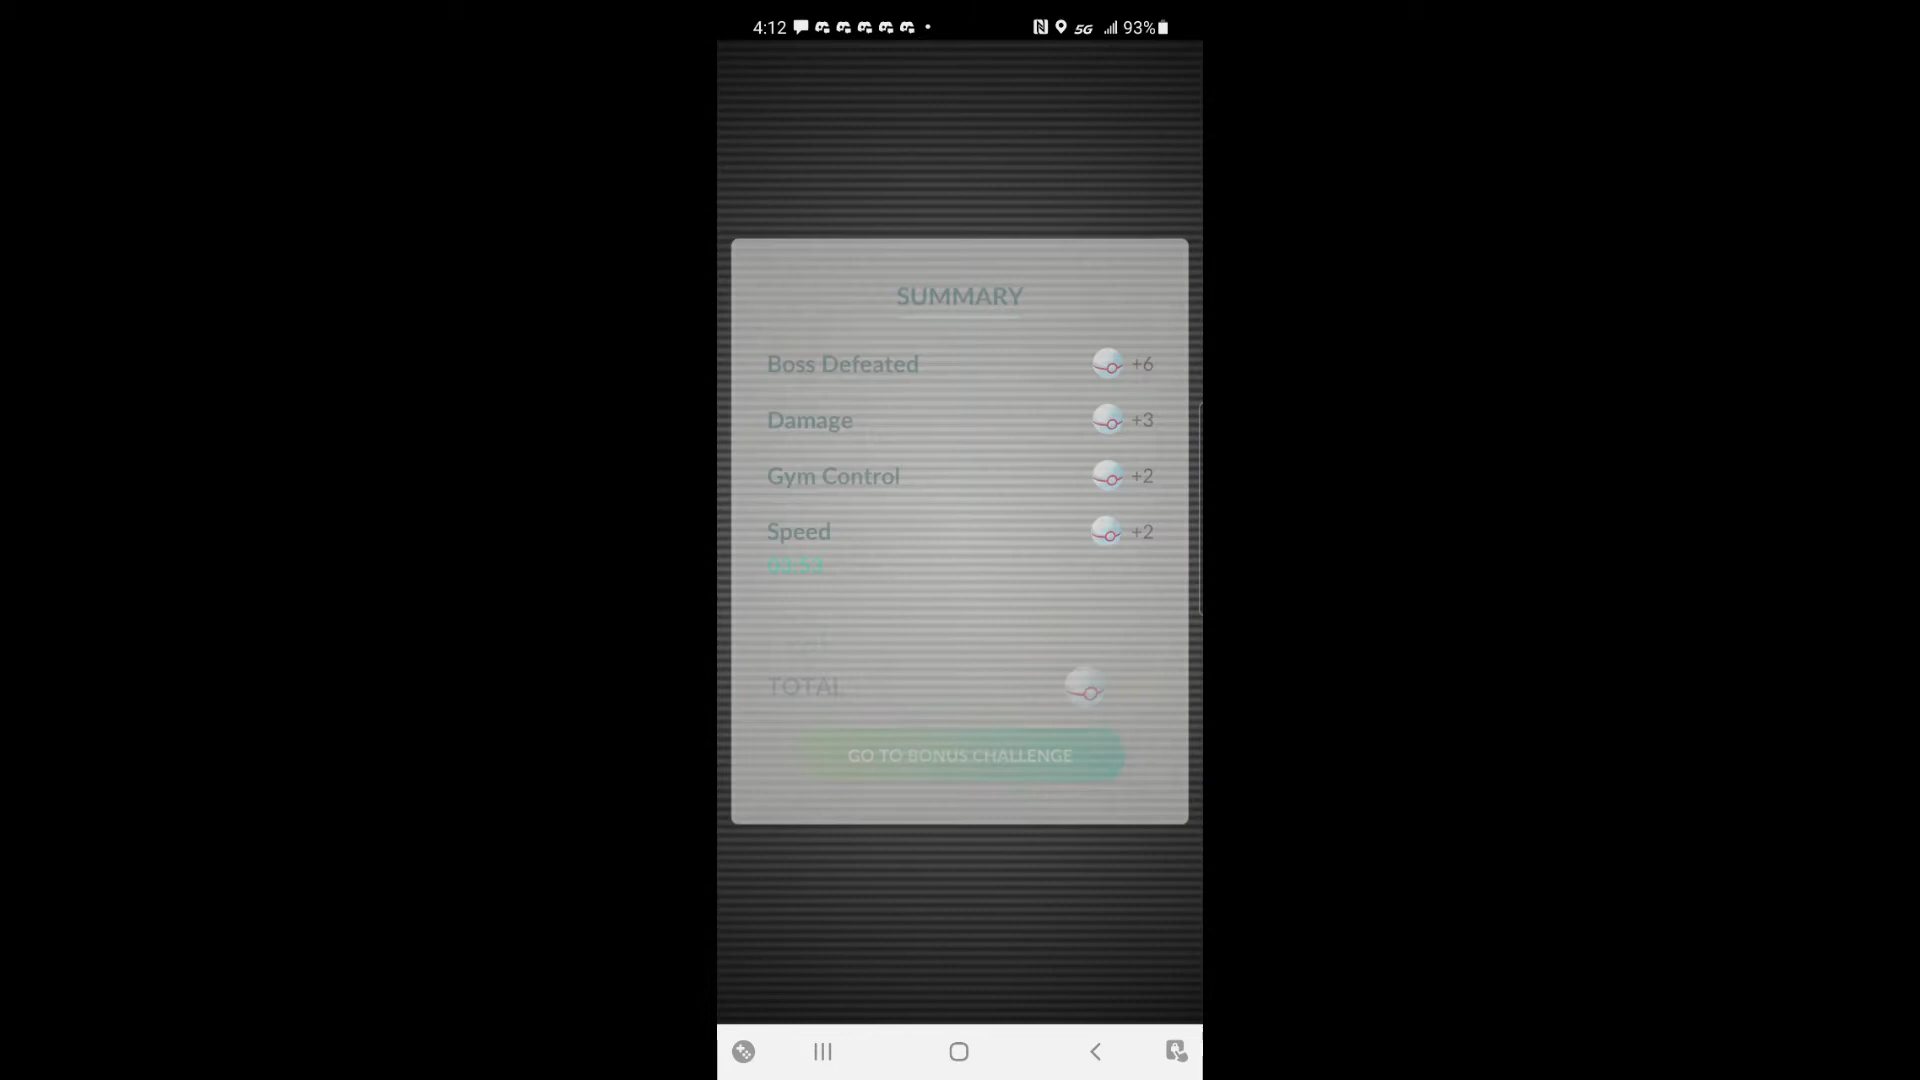 4:12 5G 93%
SUMMARY
Boss Defeated +6
Damage +3
Gym Control +2
Speed +2
TOTAL
GO TO BONUS CHALLENGE